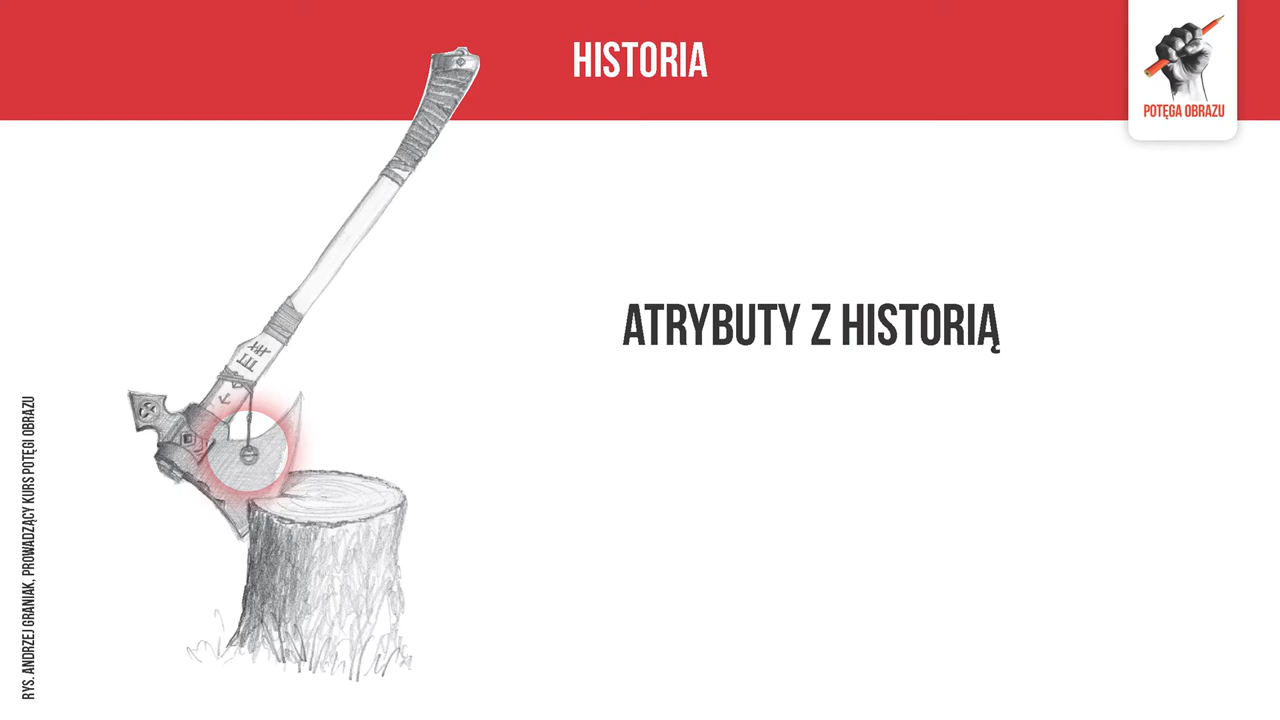 HISTORIA
POTĘGA OBRAZU
ATRYBUTY Z HISTORIĄ
RYS. ANDRZEJ GRANIAK, PROWADZĄCY KURS POTĘGI OBRAZU